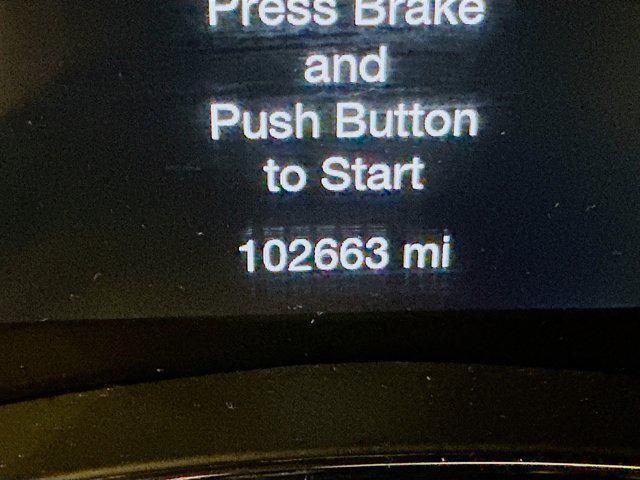 Press Brake
and
Push Button
to Start
102663 mi